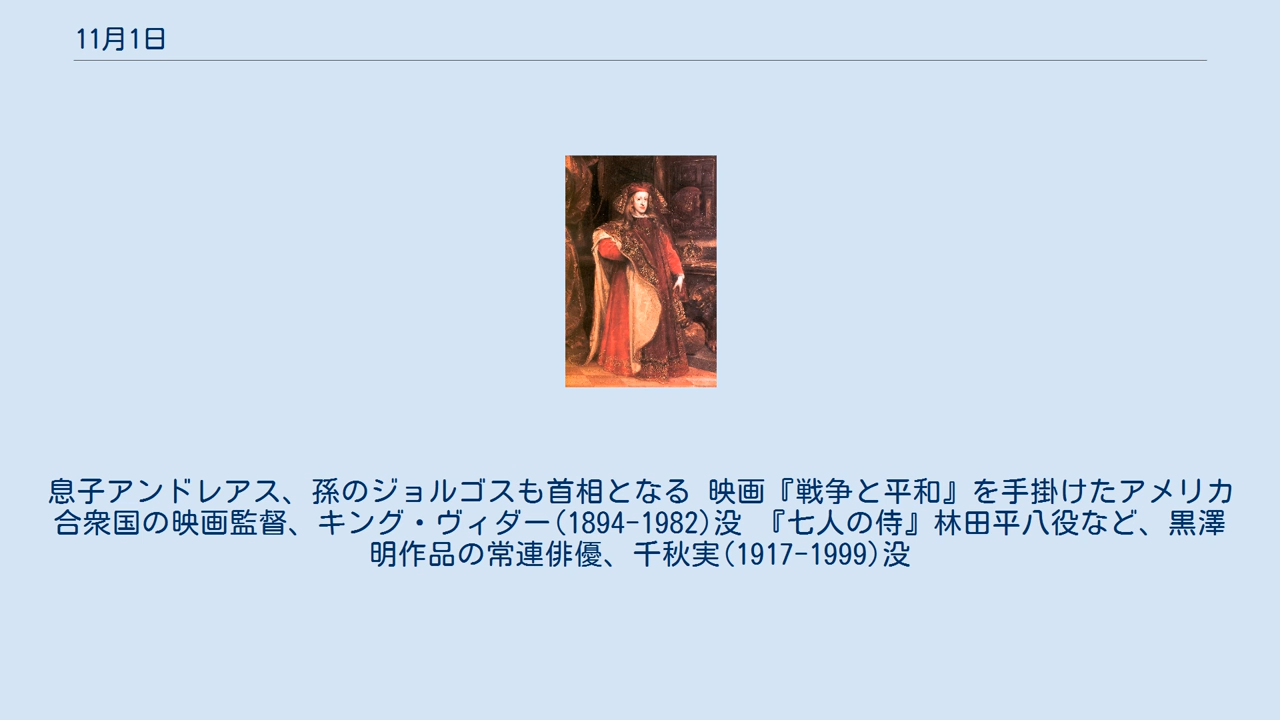 11月1日
息子アンドレアス、孫のジョルゴスも首相となる 映画『戦争と平和』を手掛けたアメリカ
合衆国の映画監督、キング・ヴィダー(1894-1982)没 『七人の侍』林田平八役など、黒澤
明作品の常連俳優、千秋実(1917-1999)没